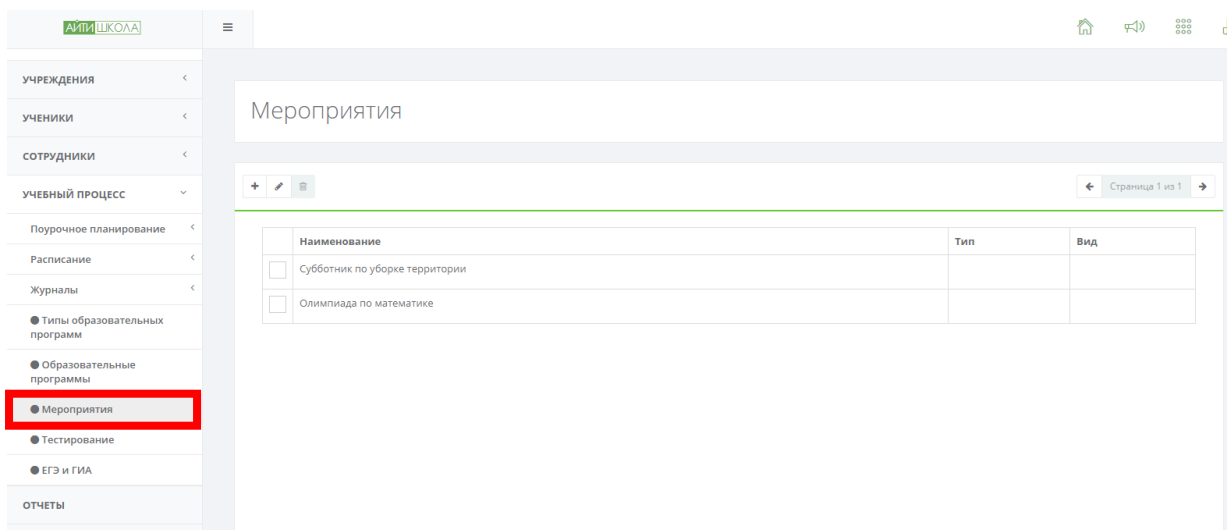 АЙТИ ШКОЛА
УЧРЕЖДЕНИЯ
УЧЕНИКИ
СОТРУДНИКИ
УЧЕБНЫЙ ПРОЦЕСС
Поурочное планирование
Расписание
Журналы
Типы образовательных
программ
Образовательные
программы
Мероприятия
Тестирование
ЕГЭ и ГИА
ОТЧЕТЫ
Мероприятия
Страница 1 из 1
Наименование Тип Вид
Субботник по уборке территории
Олимпиада по математике